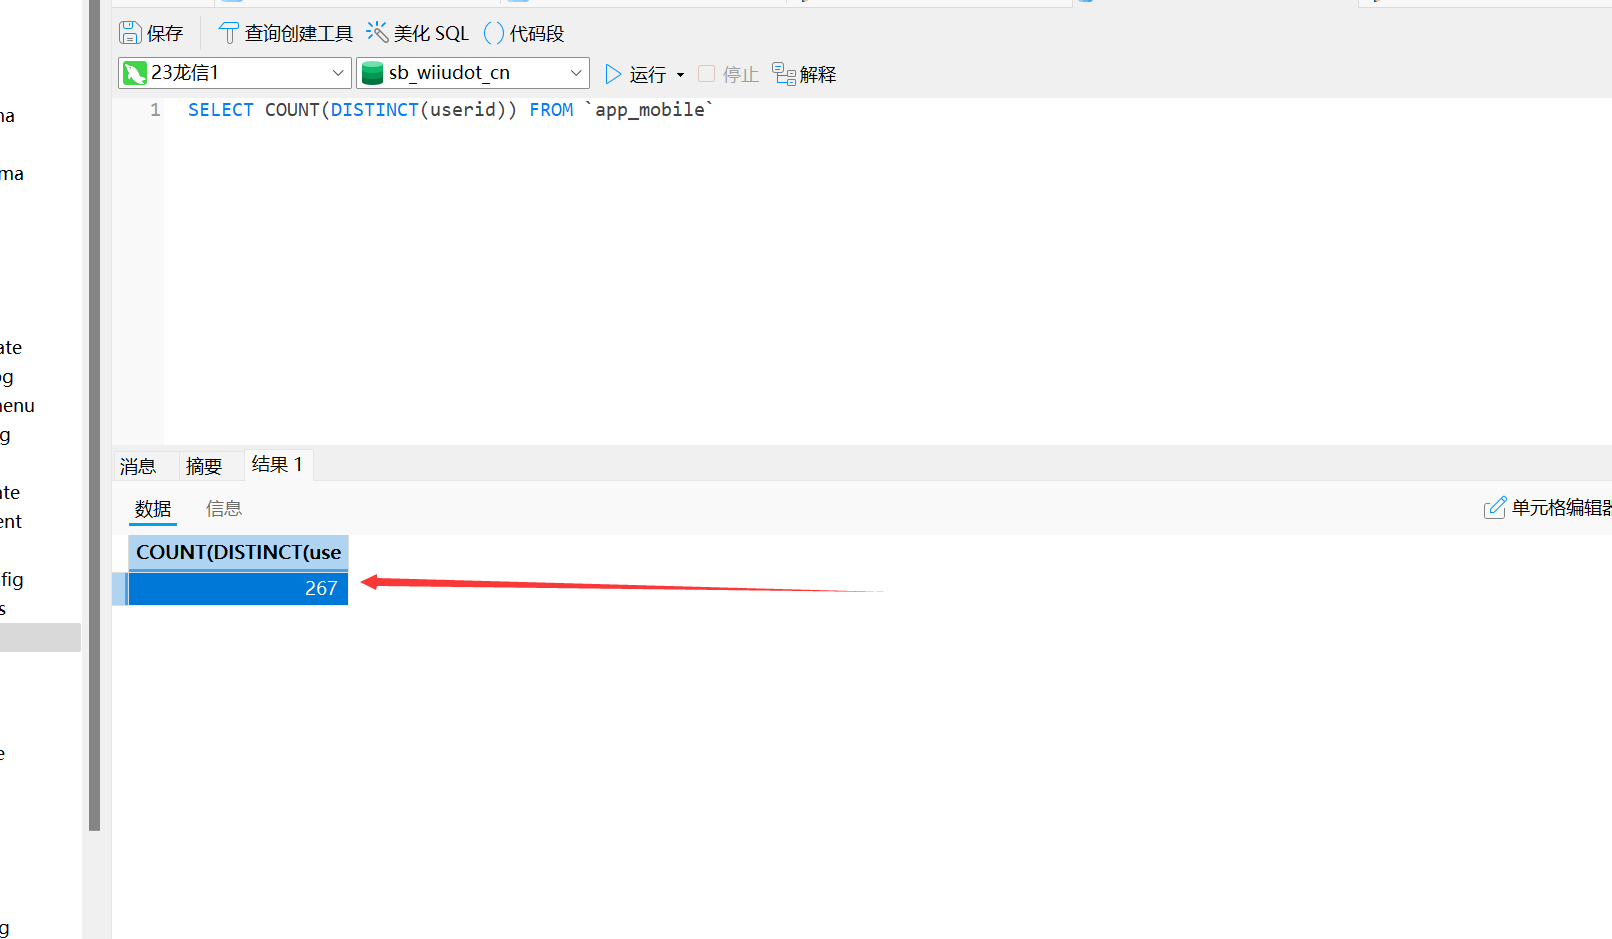 保存 查询创建工具 美化 SQL 代码段
23龙信1 sb_wiiudot_cn 运行 停止 解释
1 SELECT COUNT(DISTINCT(userid)) FROM `app_mobile`
消息 摘要 结果 1
数据 信息 单元格编辑器
COUNT(DISTINCT(use
267
na
ma
ate
og
nenu
g
ate
ent
fig
s
e
g